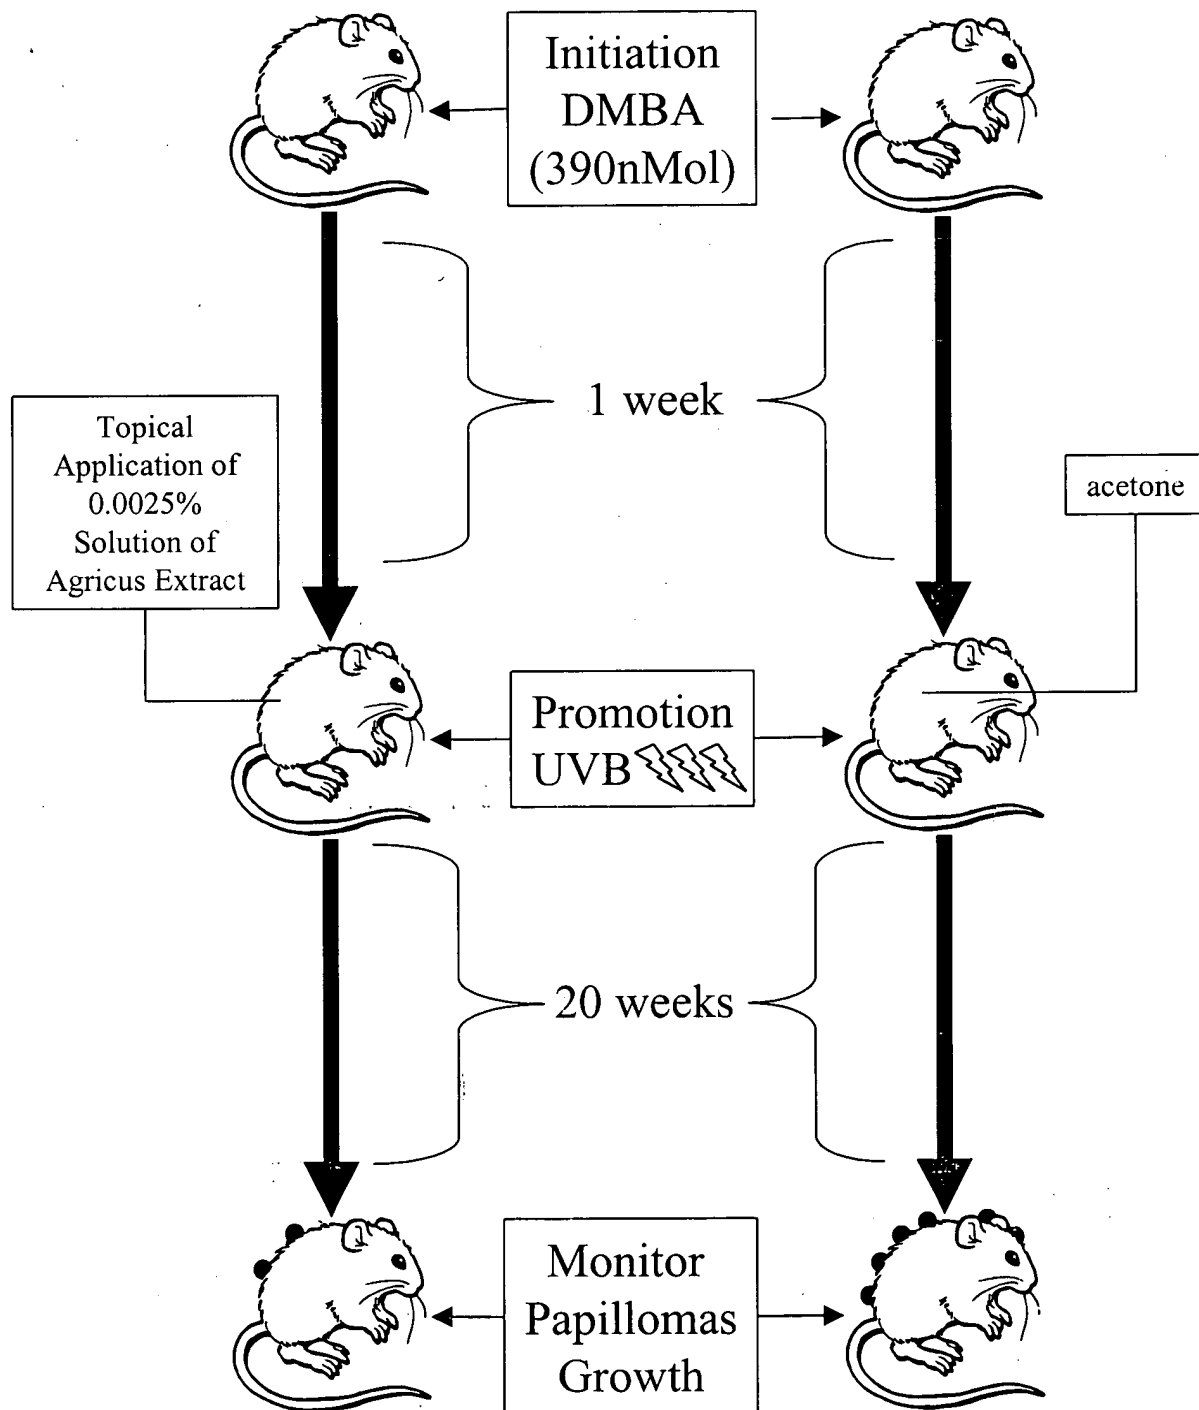 Initiation
DMBA
(390nMol)
1 week
Topical
Application of
0.0025%
Solution of
Agricus Extract
acetone
Promotion
UVB
20 weeks
Monitor
Papillomas
Growth